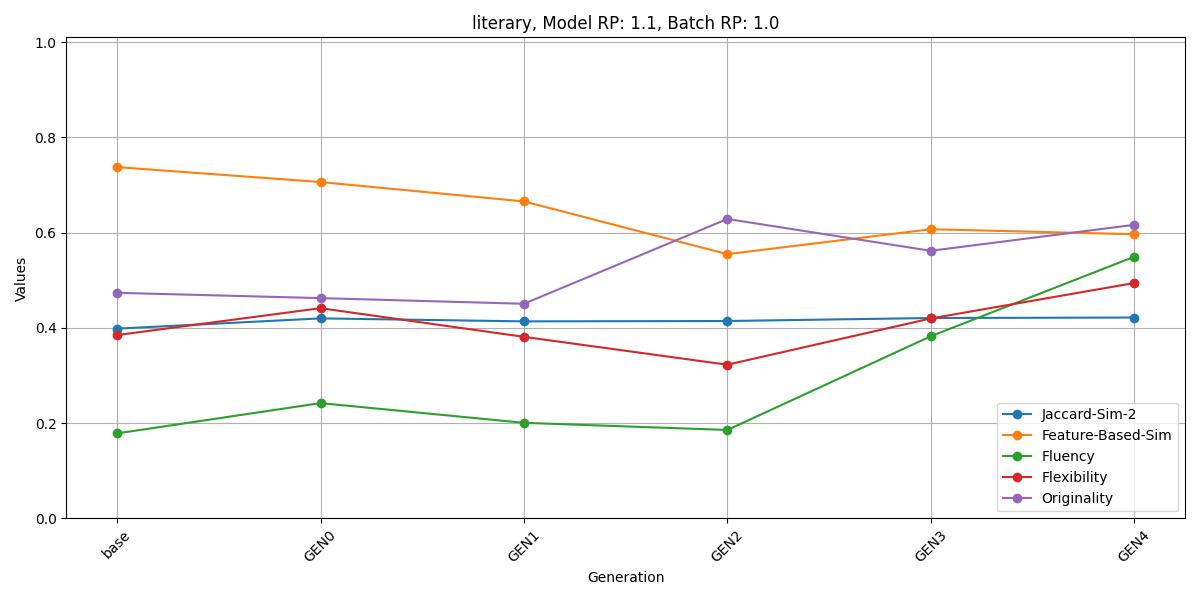 literary, Model RP: 1.1, Batch RP: 1.0
1.0
0.8
0.6
0.4
0.2
0.0
Values
Jaccard-Sim-2
Feature-Based-Sim
Fluency
Flexibility
Originality
base
GEN0
GEN1
GEN2
GEN3
GEN4
Generation